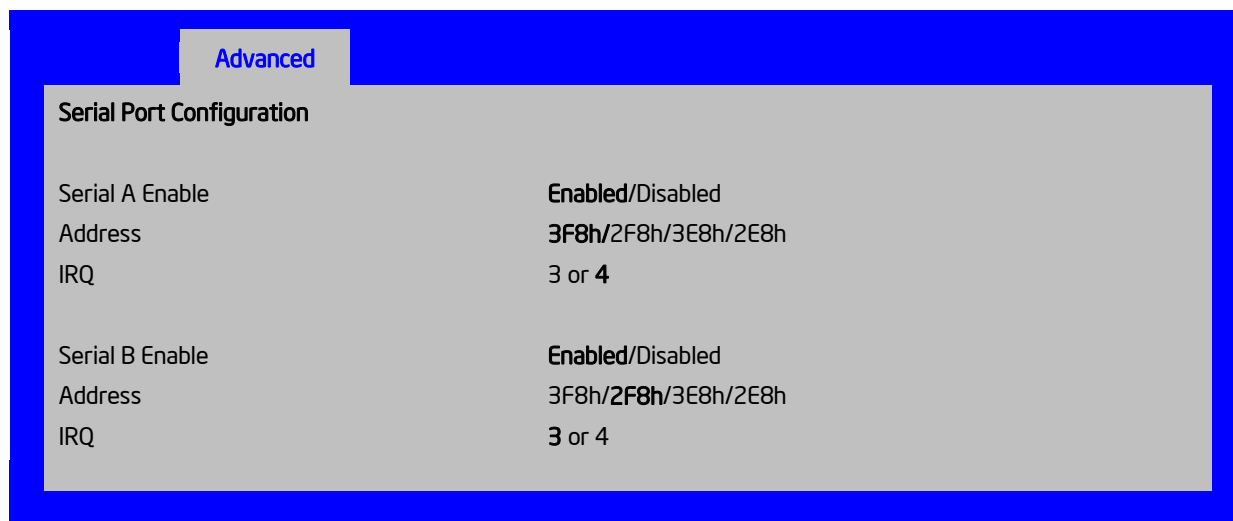 Advanced
Serial Port Configuration
Serial A Enable Enabled/Disabled
Address 3F8h/2F8h/3E8h/2E8h
IRQ 3 or 4
Serial B Enable Enabled/Disabled
Address 3F8h/2F8h/3E8h/2E8h
IRQ 3 or 4